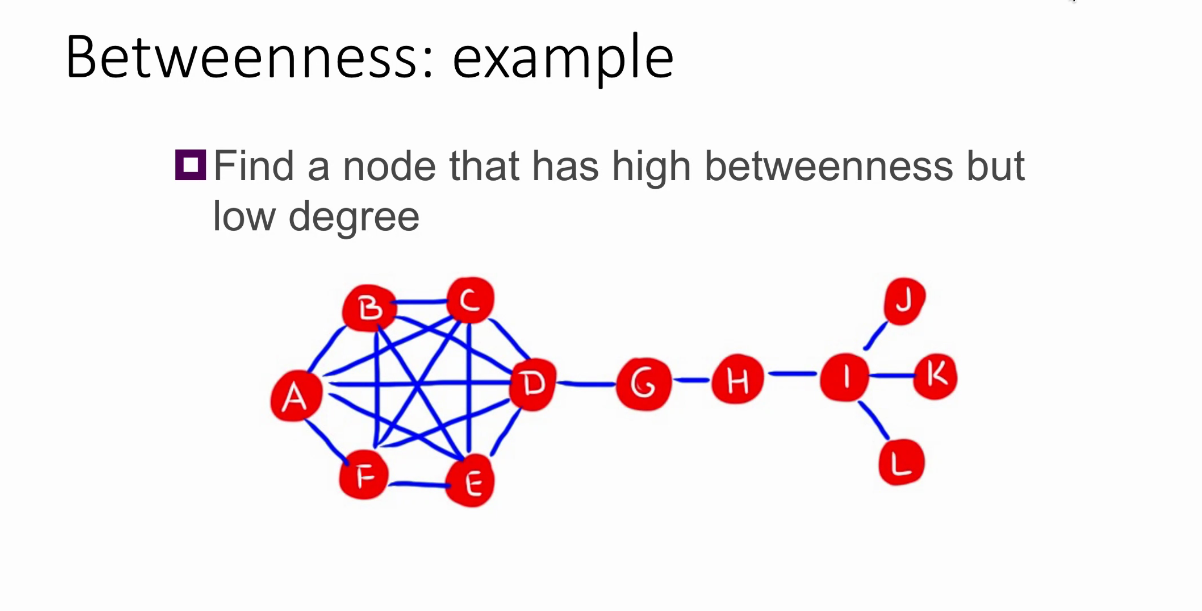 Betweenness: example
Find a node that has high betweenness but
low degree
B C J
A D G H I K
F E L